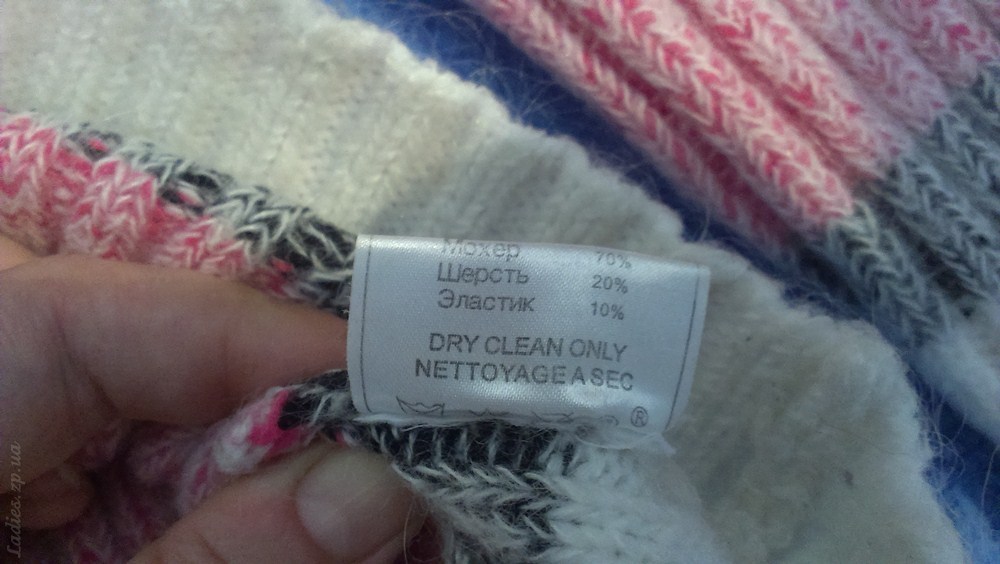 Мохер 70%
Шерсть 20%
Эластик 10%
DRY CLEAN ONLY
NETTOYAGE A SEC
®
Ladies.zp.ua